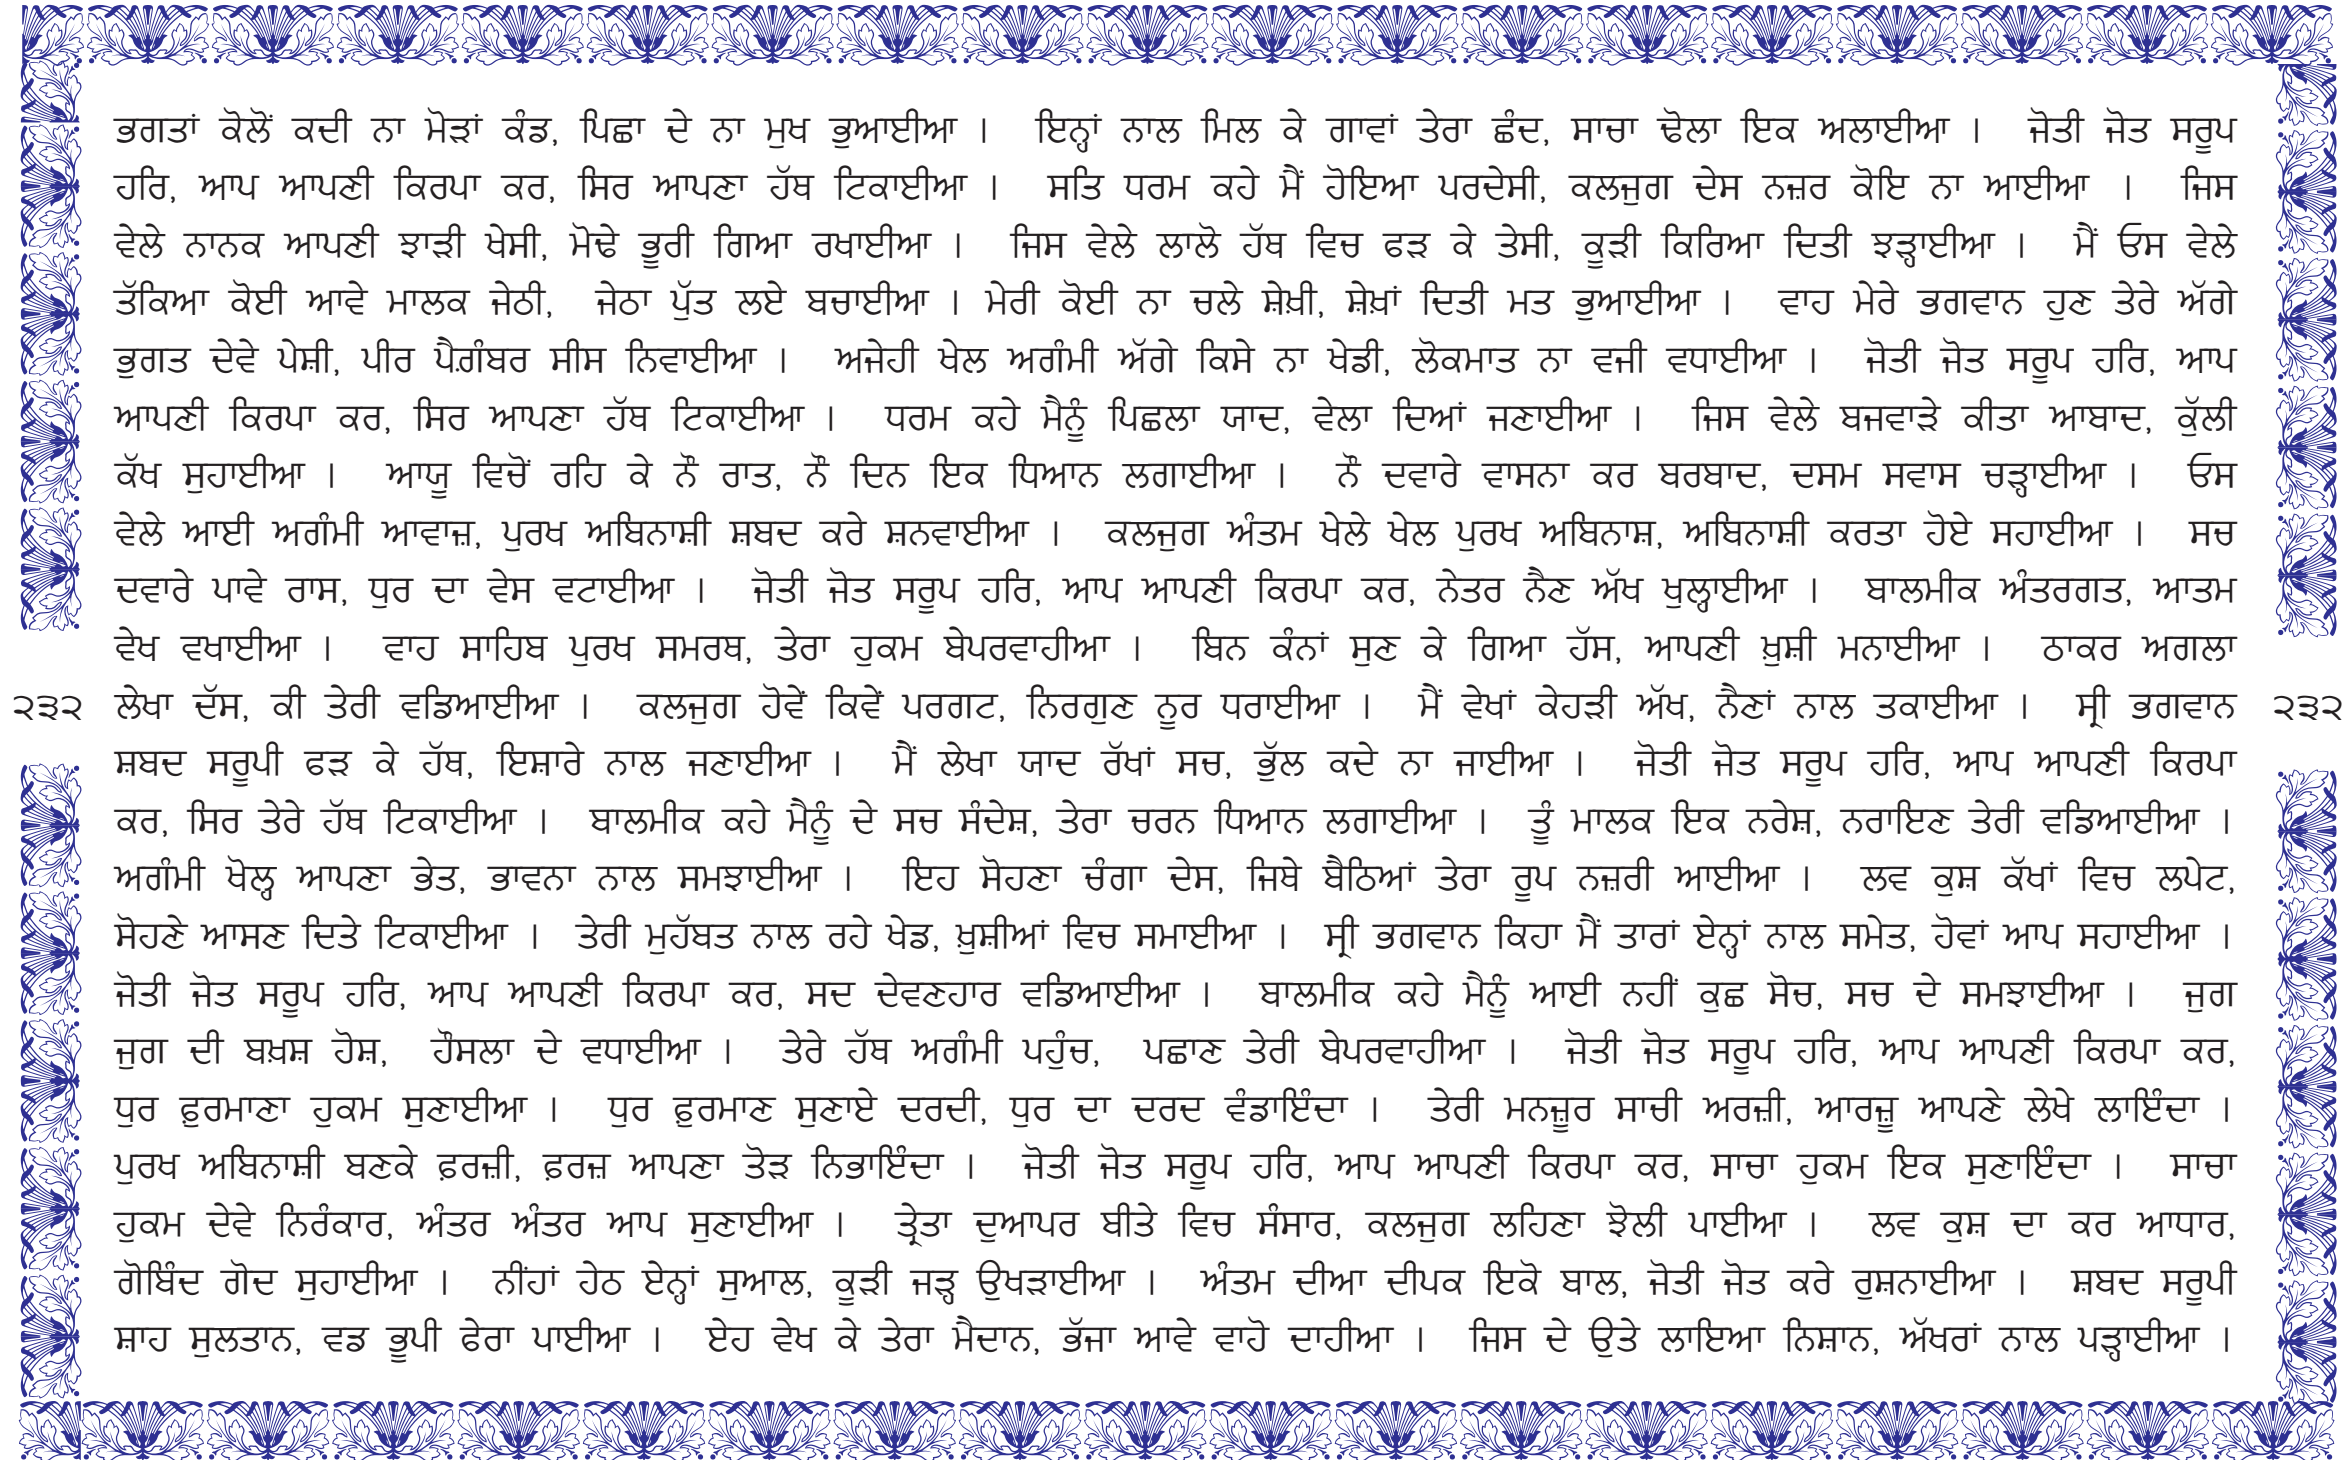 ਭਗਤਾਂ ਕੋਲੋਂ ਕਦੀ ਨਾ ਮੋੜਾਂ ਕੰਡ, ਪਿਛਾ ਦੇ ਨਾ ਮੁਖ ਭੁਆਈਆ । ਇਨ੍ਹਾਂ ਨਾਲ ਮਿਲ ਕੇ ਗਾਵਾਂ ਤੇਰਾ ਛੰਦ, ਸਾਚਾ ਢੋਲਾ ਇਕ ਅਲਾਈਆ । ਜੋਤੀ ਜੋਤ ਸਰੂਪ
ਹਰਿ, ਆਪ ਆਪਣੀ ਕਿਰਪਾ ਕਰ, ਸਿਰ ਆਪਣਾ ਹੱਥ ਟਿਕਾਈਆ । ਸਤਿ ਧਰਮ ਕਹੇ ਮੈਂ ਹੋਇਆ ਪਰਦੇਸੀ, ਕਲਜੁਗ ਦੇਸ ਨਜ਼ਰ ਕੋਇ ਨਾ ਆਈਆ । ਜਿਸ
ਵੇਲੇ ਨਾਨਕ ਆਪਣੀ ਝਾੜੀ ਖੇਸੀ, ਮੋਢੇ ਭੂਰੀ ਗਿਆ ਰਖਾਈਆ । ਜਿਸ ਵੇਲੇ ਲਾਲੋ ਹੱਥ ਵਿਚ ਫੜ ਕੇ ਤੇਸੀ, ਕੂੜੀ ਕਿਰਿਆ ਦਿਤੀ ਝੜ੍ਹਾਈਆ । ਮੈਂ ਓਸ ਵੇਲੇ
ਤੱਕਿਆ ਕੋਈ ਆਵੇ ਮਾਲਕ ਜੇਠੀ, ਜੇਠਾ ਪੁੱਤ ਲਏ ਬਚਾਈਆ । ਮੇਰੀ ਕੋਈ ਨਾ ਚਲੇ ਸ਼ੇਖ਼ੀ, ਸ਼ੇਖ਼ਾਂ ਦਿਤੀ ਮਤ ਭੁਆਈਆ । ਵਾਹ ਮੇਰੇ ਭਗਵਾਨ ਹੁਣ ਤੇਰੇ ਅੱਗੇ
ਭੁਗਤ ਦੇਵੇ ਪੇਸ਼ੀ, ਪੀਰ ਪੈਗ਼ੰਬਰ ਸੀਸ ਨਿਵਾਈਆ । ਅਜੇਹੀ ਖੇਲ ਅਗੰਮੀ ਅੱਗੇ ਕਿਸੇ ਨਾ ਖੇਡੀ, ਲੋਕਮਾਤ ਨਾ ਵਜੀ ਵਧਾਈਆ । ਜੋਤੀ ਜੋਤ ਸਰੂਪ ਹਰਿ, ਆਪ
ਆਪਣੀ ਕਿਰਪਾ ਕਰ, ਸਿਰ ਆਪਣਾ ਹੱਥ ਟਿਕਾਈਆ । ਧਰਮ ਕਹੇ ਮੈਨੂੰ ਪਿਛਲਾ ਯਾਦ, ਵੇਲਾ ਦਿਆਂ ਜਣਾਈਆ । ਜਿਸ ਵੇਲੇ ਬਜਵਾੜੇ ਕੀਤਾ ਆਬਾਦ, ਕੁੱਲੀ
ਕੱਖ ਸੁਹਾਈਆ । ਆਯੂ ਵਿਚੋਂ ਰਹਿ ਕੇ ਨੌ ਰਾਤ, ਨੌ ਦਿਨ ਇਕ ਧਿਆਨ ਲਗਾਈਆ । ਨੌ ਦਵਾਰੇ ਵਾਸਨਾ ਕਰ ਬਰਬਾਦ, ਦਸਮ ਸਵਾਸ ਚੜ੍ਹਾਈਆ । ਓਸ
ਵੇਲੇ ਆਈ ਅਗੰਮੀ ਆਵਾਜ਼, ਪੁਰਖ ਅਬਿਨਾਸ਼ੀ ਸ਼ਬਦ ਕਰੇ ਸ਼ਨਵਾਈਆ । ਕਲਜੁਗ ਅੰਤਮ ਖੇਲੇ ਖੇਲ ਪੁਰਖ ਅਬਿਨਾਸ਼, ਅਬਿਨਾਸ਼ੀ ਕਰਤਾ ਹੋਏ ਸਹਾਈਆ । ਸਚ
ਦਵਾਰੇ ਪਾਵੇ ਰਾਸ, ਧੁਰ ਦਾ ਵੇਸ ਵਟਾਈਆ । ਜੋਤੀ ਜੋਤ ਸਰੂਪ ਹਰਿ, ਆਪ ਆਪਣੀ ਕਿਰਪਾ ਕਰ, ਨੇਤਰ ਨੈਣ ਅੱਖ ਖੁਲ੍ਹਾਈਆ । ਬਾਲਮੀਕ ਅੰਤਰਗਤ, ਆਤਮ
ਵੇਖ ਵਖਾਈਆ । ਵਾਹ ਸਾਹਿਬ ਪੁਰਖ ਸਮਰਥ, ਤੇਰਾ ਹੁਕਮ ਬੇਪਰਵਾਹੀਆ । ਬਿਨ ਕੰਨਾਂ ਸੁਣ ਕੇ ਗਿਆ ਹੱਸ, ਆਪਣੀ ਖ਼ੁਸ਼ੀ ਮਨਾਈਆ । ਠਾਕਰ ਅਗਲਾ
੨੩੨ ਲੇਖਾ ਦੱਸ, ਕੀ ਤੇਰੀ ਵਡਿਆਈਆ । ਕਲਜੁਗ ਹੋਵੇਂ ਕਿਵੇਂ ਪਰਗਟ, ਨਿਰਗੁਣ ਨੂਰ ਧਰਾਈਆ । ਮੈਂ ਵੇਖਾਂ ਕੇਹੜੀ ਅੱਖ, ਨੈਣਾਂ ਨਾਲ ਤਕਾਈਆ । ਸ੍ਰੀ ਭਗਵਾਨ ੨੩੨
ਸ਼ਬਦ ਸਰੂਪੀ ਫੜ ਕੇ ਹੱਥ, ਇਸ਼ਾਰੇ ਨਾਲ ਜਣਾਈਆ । ਮੈਂ ਲੇਖਾ ਯਾਦ ਰੱਖਾਂ ਸਚ, ਭੁੱਲ ਕਦੇ ਨਾ ਜਾਈਆ । ਜੋਤੀ ਜੋਤ ਸਰੂਪ ਹਰਿ, ਆਪ ਆਪਣੀ ਕਿਰਪਾ
ਕਰ, ਸਿਰ ਤੇਰੇ ਹੱਥ ਟਿਕਾਈਆ । ਬਾਲਮੀਕ ਕਹੇ ਮੈਨੂੰ ਦੇ ਸਚ ਸੰਦੇਸ਼, ਤੇਰਾ ਚਰਨ ਧਿਆਨ ਲਗਾਈਆ । ਤੂੰ ਮਾਲਕ ਇਕ ਨਰੇਸ਼, ਨਰਾਇਣ ਤੇਰੀ ਵਡਿਆਈਆ ।
ਅਗੰਮੀ ਖੋਲ੍ਹ ਆਪਣਾ ਭੇਤ, ਭਾਵਨਾ ਨਾਲ ਸਮਝਾਈਆ । ਇਹ ਸੋਹਣਾ ਚੰਗਾ ਦੇਸ, ਜਿਥੇ ਬੈਠਿਆਂ ਤੇਰਾ ਰੂਪ ਨਜ਼ਰੀ ਆਈਆ । ਲਵ ਕੁਸ਼ ਕੱਖਾਂ ਵਿਚ ਲਪੇਟ,
ਸੋਹਣੇ ਆਸਣ ਦਿਤੇ ਟਿਕਾਈਆ । ਤੇਰੀ ਮੁਹੱਬਤ ਨਾਲ ਰਹੇ ਖੇਡ, ਖ਼ੁਸ਼ੀਆਂ ਵਿਚ ਸਮਾਈਆ । ਸ੍ਰੀ ਭਗਵਾਨ ਕਿਹਾ ਮੈਂ ਤਾਰਾਂ ਏਨ੍ਹਾਂ ਨਾਲ ਸਮੇਤ, ਹੋਵਾਂ ਆਪ ਸਹਾਈਆ ।
ਜੋਤੀ ਜੋਤ ਸਰੂਪ ਹਰਿ, ਆਪ ਆਪਣੀ ਕਿਰਪਾ ਕਰ, ਸਦ ਦੇਵਣਹਾਰ ਵਡਿਆਈਆ । ਬਾਲਮੀਕ ਕਹੇ ਮੈਨੂੰ ਆਈ ਨਹੀਂ ਕੁਛ ਸੋਚ, ਸਚ ਦੇ ਸਮਝਾਈਆ । ਜੁਗ
ਜੁਗ ਦੀ ਬਖ਼ਸ਼ ਹੋਸ਼, ਹੌਸਲਾ ਦੇ ਵਧਾਈਆ । ਤੇਰੇ ਹੱਥ ਅਗੰਮੀ ਪਹੁੰਚ, ਪਛਾਣ ਤੇਰੀ ਬੇਪਰਵਾਹੀਆ । ਜੋਤੀ ਜੋਤ ਸਰੂਪ ਹਰਿ, ਆਪ ਆਪਣੀ ਕਿਰਪਾ ਕਰ,
ਧੁਰ ਫ਼ੁਰਮਾਣਾ ਹੁਕਮ ਸੁਣਾਈਆ । ਧੁਰ ਫ਼ੁਰਮਾਣ ਸੁਣਾਏ ਦਰਦੀ, ਧੁਰ ਦਾ ਦਰਦ ਵੰਡਾਇੰਦਾ । ਤੇਰੀ ਮਨਜ਼ੂਰ ਸਾਚੀ ਅਰਜ਼ੀ, ਆਰਜ਼ੂ ਆਪਣੇ ਲੇਖੇ ਲਾਇੰਦਾ ।
ਪੁਰਖ ਅਬਿਨਾਸ਼ੀ ਬਣਕੇ ਫ਼ਰਜ਼ੀ, ਫ਼ਰਜ਼ ਆਪਣਾ ਤੋੜ ਨਿਭਾਇੰਦਾ । ਜੋਤੀ ਜੋਤ ਸਰੂਪ ਹਰਿ, ਆਪ ਆਪਣੀ ਕਿਰਪਾ ਕਰ, ਸਾਚਾ ਹੁਕਮ ਇਕ ਸੁਣਾਇੰਦਾ । ਸਾਚਾ
ਹੁਕਮ ਦੇਵੇ ਨਿਰੰਕਾਰ, ਅੰਤਰ ਅੰਤਰ ਆਪ ਸੁਣਾਈਆ । ਤ੍ਰੇਤਾ ਦੁਆਪਰ ਬੀਤੇ ਵਿਚ ਸੰਸਾਰ, ਕਲਜੁਗ ਲਹਿਣਾ ਝੋਲੀ ਪਾਈਆ । ਲਵ ਕੁਸ਼ ਦਾ ਕਰ ਆਧਾਰ,
ਗੋਬਿੰਦ ਗੋਦ ਸੁਹਾਈਆ । ਨੀਂਹਾਂ ਹੇਠ ਏਨ੍ਹਾਂ ਸੁਆਲ, ਕੂੜੀ ਜੜ੍ਹ ਉਖੜਾਈਆ । ਅੰਤਮ ਦੀਆ ਦੀਪਕ ਇਕੋ ਬਾਲ, ਜੋਤੀ ਜੋਤ ਕਰੇ ਰੁਸ਼ਨਾਈਆ । ਸ਼ਬਦ ਸਰੂਪੀ
ਸ਼ਾਹ ਸੁਲਤਾਨ, ਵਡ ਭੂਪੀ ਫੇਰਾ ਪਾਈਆ । ਏਹ ਵੇਖ ਕੇ ਤੇਰਾ ਮੈਦਾਨ, ਭੱਜਾ ਆਵੇ ਵਾਹੋ ਦਾਹੀਆ । ਜਿਸ ਦੇ ਉਤੇ ਲਾਇਆ ਨਿਸ਼ਾਨ, ਅੱਖਰਾਂ ਨਾਲ ਪੜ੍ਹਾਈਆ ।